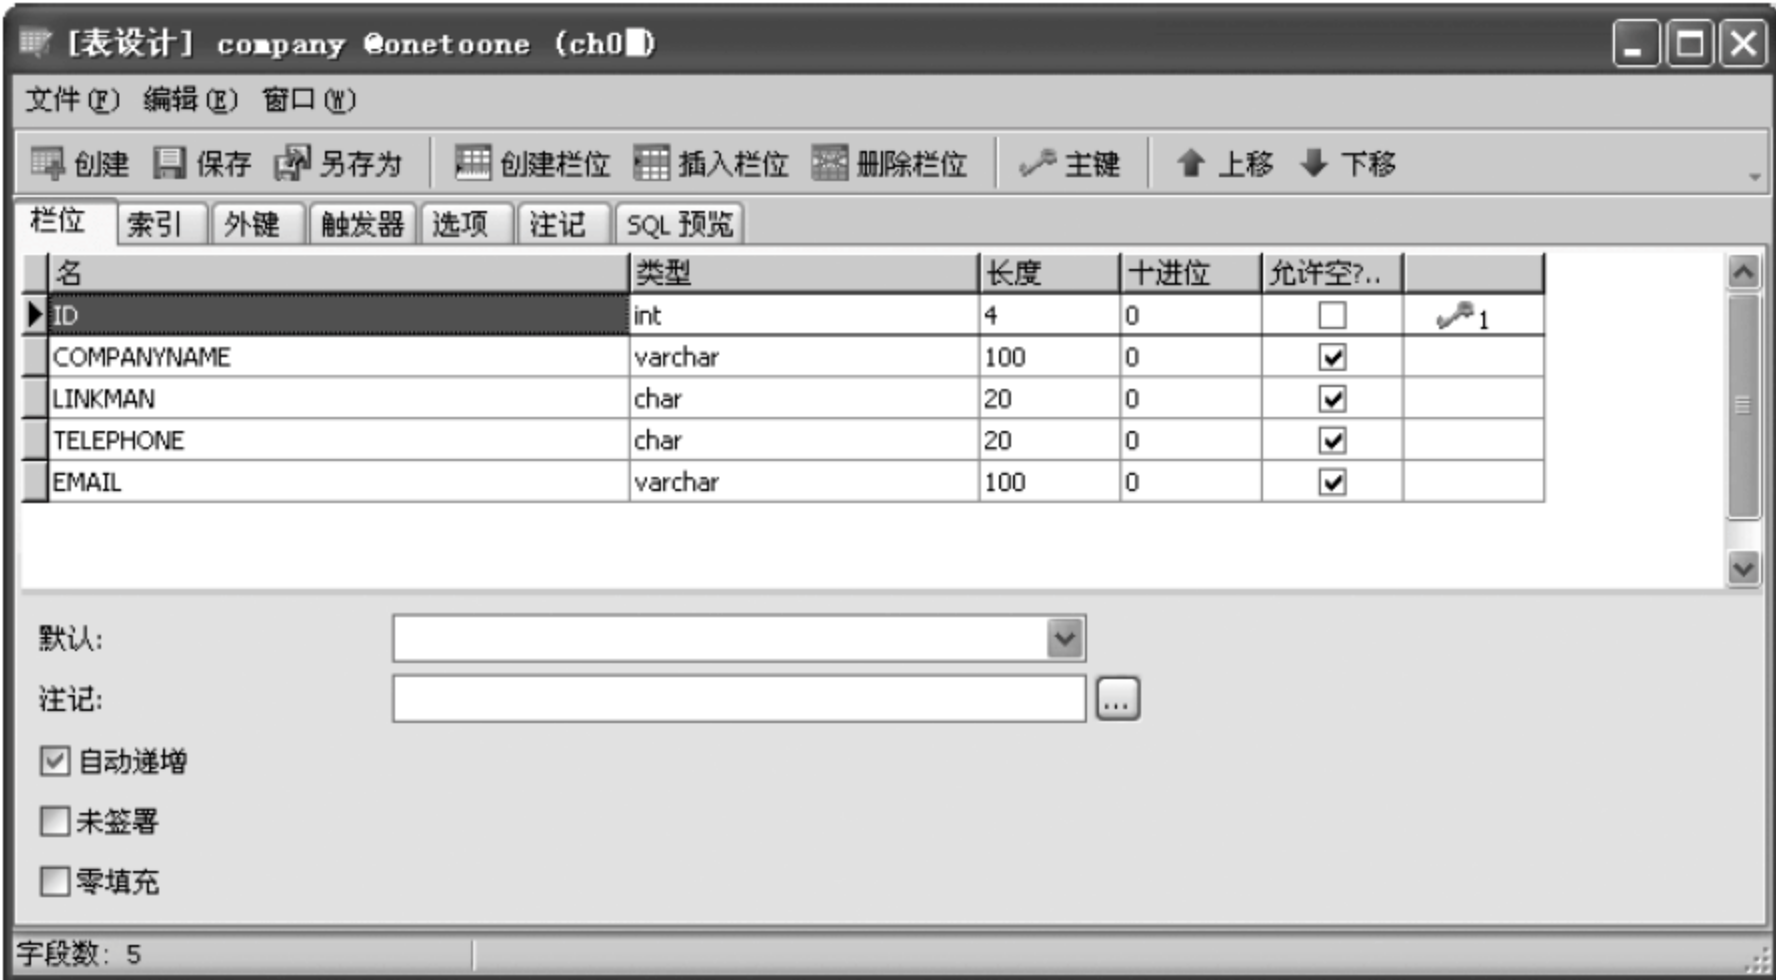 [表设计] company @onetoone (ch0)
文件(F) 编辑(E) 窗口(W)
创建 保存 另存为 创建栏位 插入栏位 删除栏位 主键 上移 下移
栏位 索引 外键 触发器 选项 注记 SQL 预览
名 类型 长度 十进位 允许空?..
ID int 4 0 1
COMPANYNAME varchar 100 0
LINKMAN char 20 0
TELEPHONE char 20 0
EMAIL varchar 100 0
默认:
注记:
...
自动递增
未签署
零填充
字段数: 5